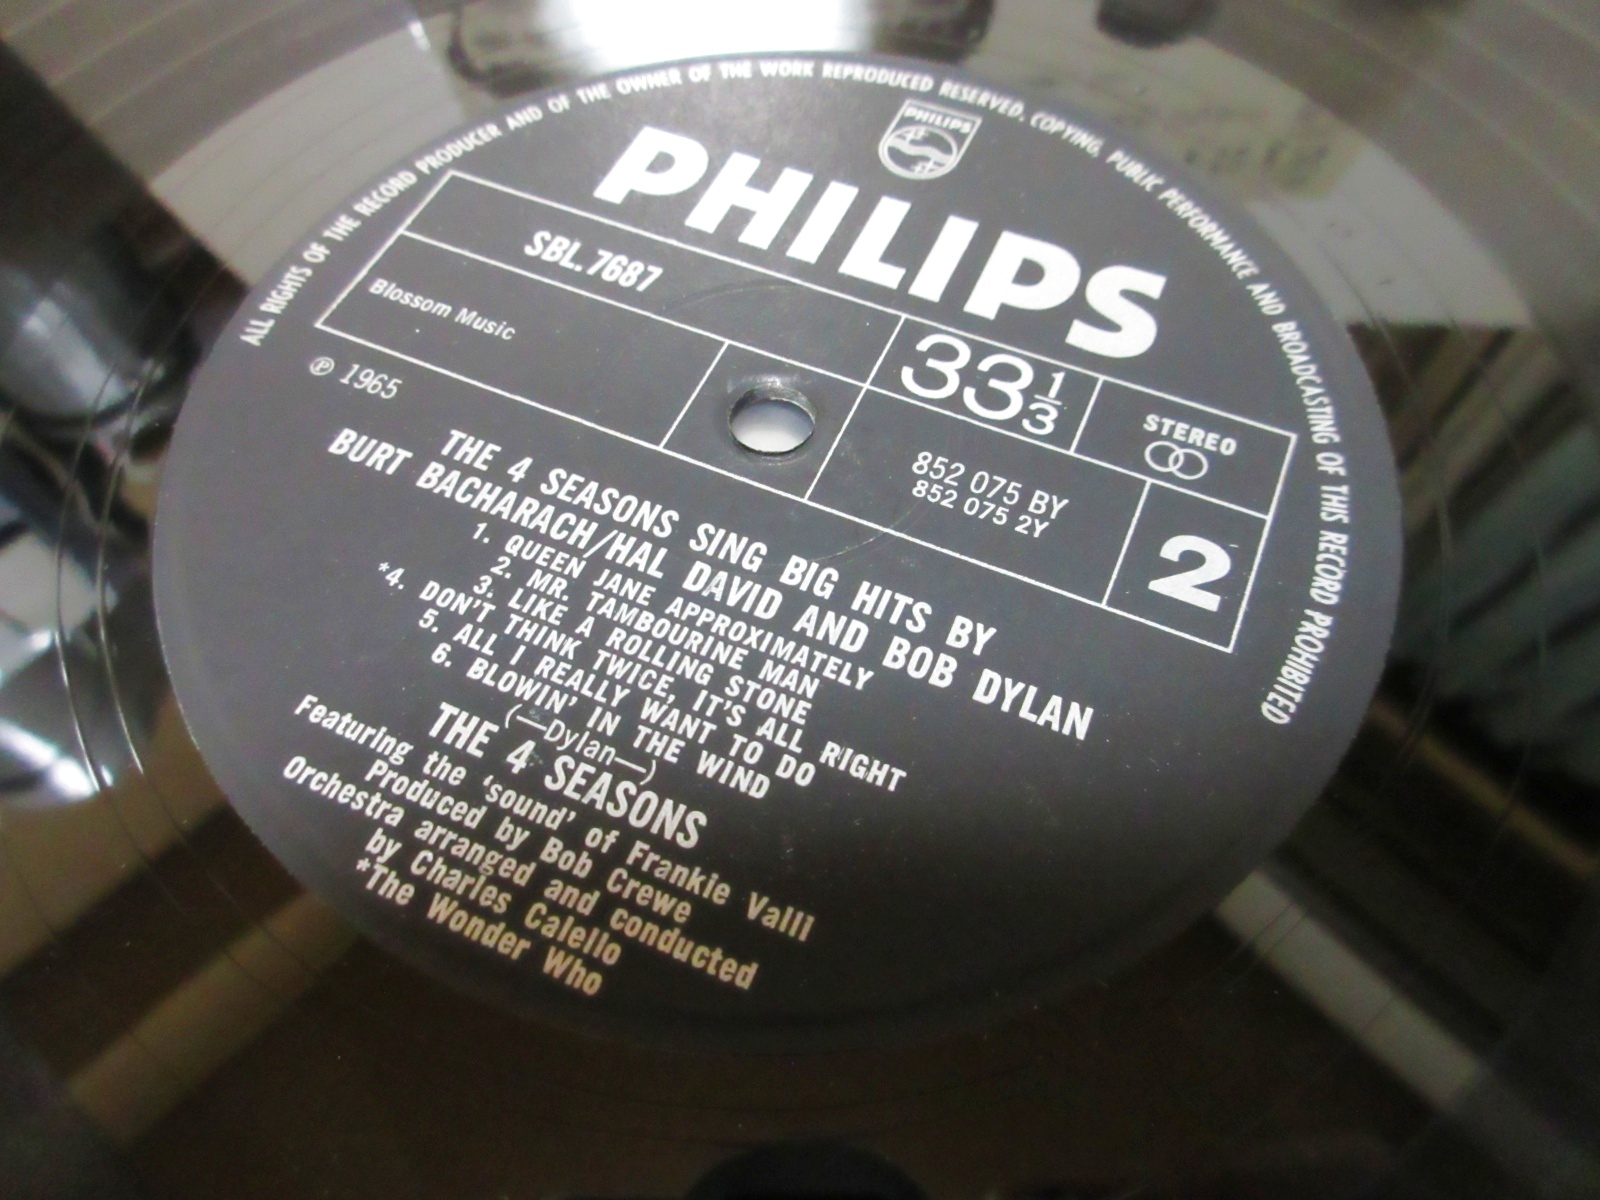 ALL RIGHTS OF THE RECORD PRODUCER AND OF THE OWNER OF THE WORK REPRODUCED RESERVED. COPYING, PUBLIC PERFORMANCE AND BROADCASTING OF THIS RECORD PROHIBITED
PHILIPS
PHILIPS
SBL.7687
33 1/3
STEREO
Blossom Music
852 075 BY
852 075 2Y
2
℗ 1965
THE 4 SEASONS SING BIG HITS BY
BURT BACHARACH/HAL DAVID AND BOB DYLAN
1. QUEEN JANE APPROXIMATELY
2. MR. TAMBOURINE MAN
3. LIKE A ROLLING STONE
*4. DON'T THINK TWICE, IT'S ALL RIGHT
5. ALL I REALLY WANT TO DO
6. BLOWIN' IN THE WIND
(—Dylan—)
THE 4 SEASONS
Featuring the 'sound' of Frankie Valli
Produced by Bob Crewe
Orchestra arranged and conducted
by Charles Calello
*The Wonder Who